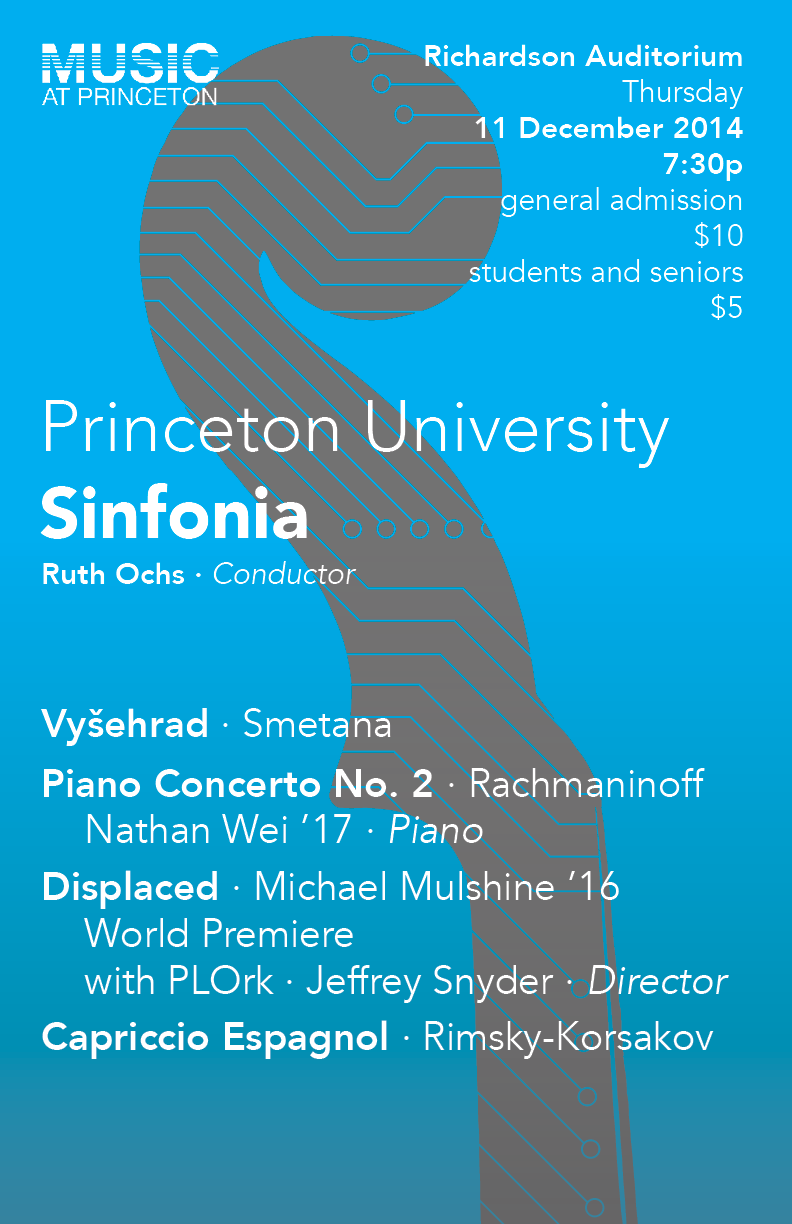 MUSIC
AT PRINCETON
Richardson Auditorium
Thursday
11 December 2014
7:30p
general admission
$10
students and seniors
$5
Princeton University
Sinfonia
Ruth Ochs · Conductor
Vyšehrad · Smetana
Piano Concerto No. 2 · Rachmaninoff
Nathan Wei ’17 · Piano
Displaced · Michael Mulshine ’16
World Premiere
with PLOrk · Jeffrey Snyder · Director
Capriccio Espagnol · Rimsky-Korsakov